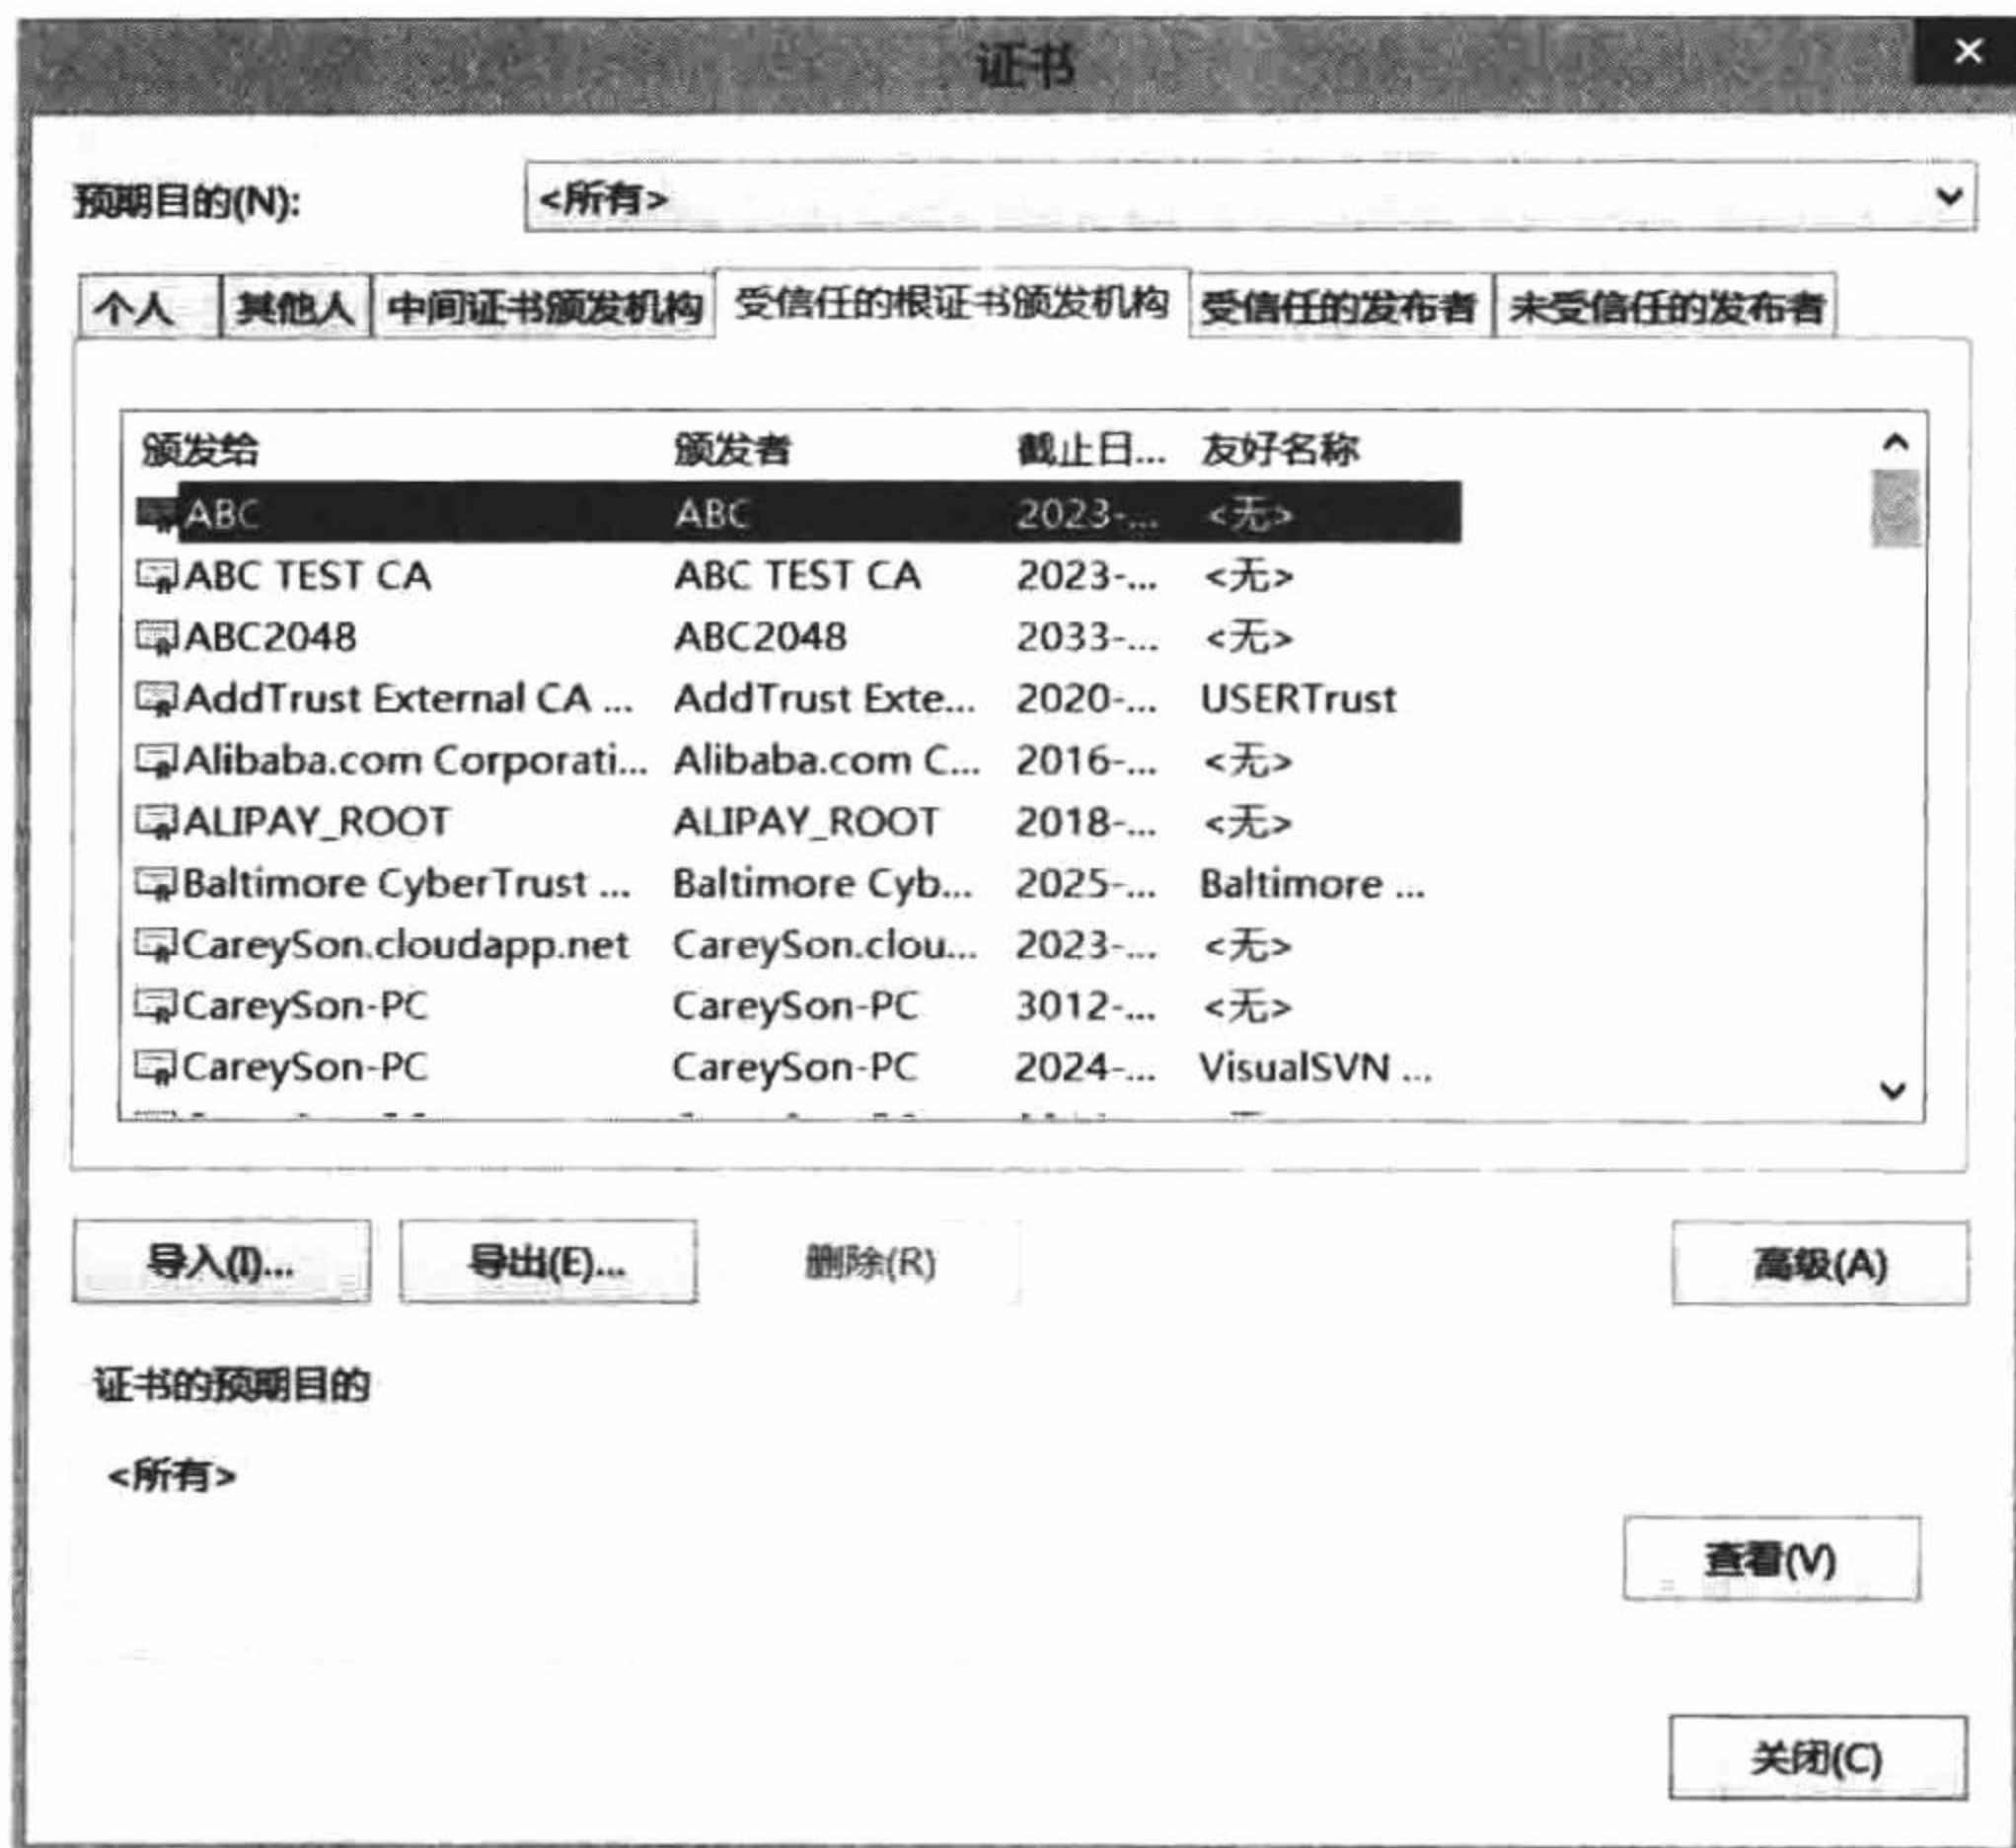 证书
预期目的(N): <所有>
个人 其他人 中间证书颁发机构 受信任的根证书颁发机构 受信任的发布者 未受信任的发布者
颁发给 颁发者 截止日... 友好名称
ABC ABC 2023-... <无>
ABC TEST CA ABC TEST CA 2023-... <无>
ABC2048 ABC2048 2033-... <无>
AddTrust External CA ... AddTrust Exte... 2020-... USERTrust
Alibaba.com Corporati... Alibaba.com C... 2016-... <无>
ALIPAY_ROOT ALIPAY_ROOT 2018-... <无>
Baltimore CyberTrust ... Baltimore Cyb... 2025-... Baltimore ...
CareySon.cloudapp.net CareySon.clou... 2023-... <无>
CareySon-PC CareySon-PC 3012-... <无>
CareySon-PC CareySon-PC 2024-... VisualSVN ...
导入(I)... 导出(E)... 删除(R) 高级(A)
证书的预期目的
<所有>
查看(V)
关闭(C)